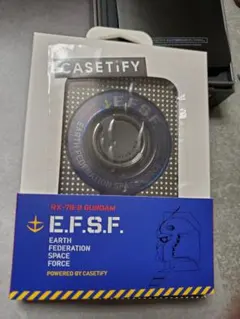 CASETiFY
E.F.S.F.
RX-78-2 GUNDAM
E.F.S.F.
EARTH
FEDERATION
SPACE
FORCE
POWERED BY CASETiFY